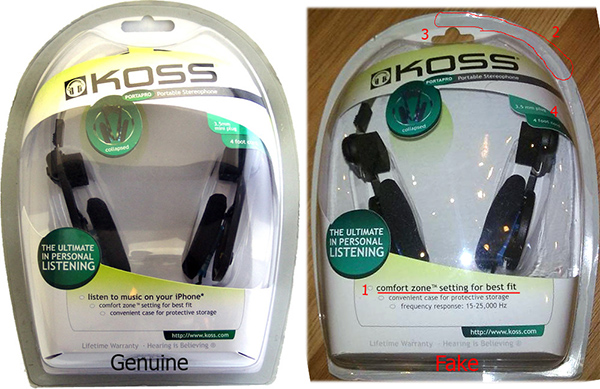 KOSS
PORTAPRO Portable Stereophone
collapsed
3.5mm
mini plug
4 foot
THE ULTIMATE
IN PERSONAL
LISTENING
listen to music on your iPhone*
comfort zone™ setting for best fit
convenient case for protective storage
http://www.koss.com
Lifetime Warranty · Hearing is Believing ®
Genuine
3
2
KOSS
PORTAPRO Portable Stereophone
collapsed
3.5 mm plug
4
4 foot
THE ULTIMATE
IN PERSONAL
LISTENING
1
comfort zone™ setting for best fit
convenient case for protective storage
frequency response: 15-25,000 Hz
http://www.koss.com
Lifetime Warranty · Hearing is Believing ®
Fake